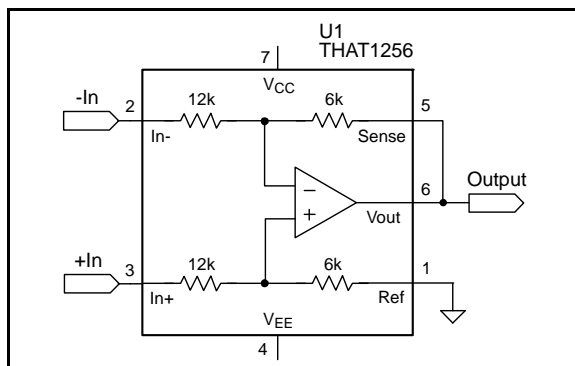 U1
THAT1256
7
VCC
-In
2
12k
6k
5
In-
Sense
−
6
Output
+
Vout
+In
3
12k
6k
1
In+
Ref
VEE
4